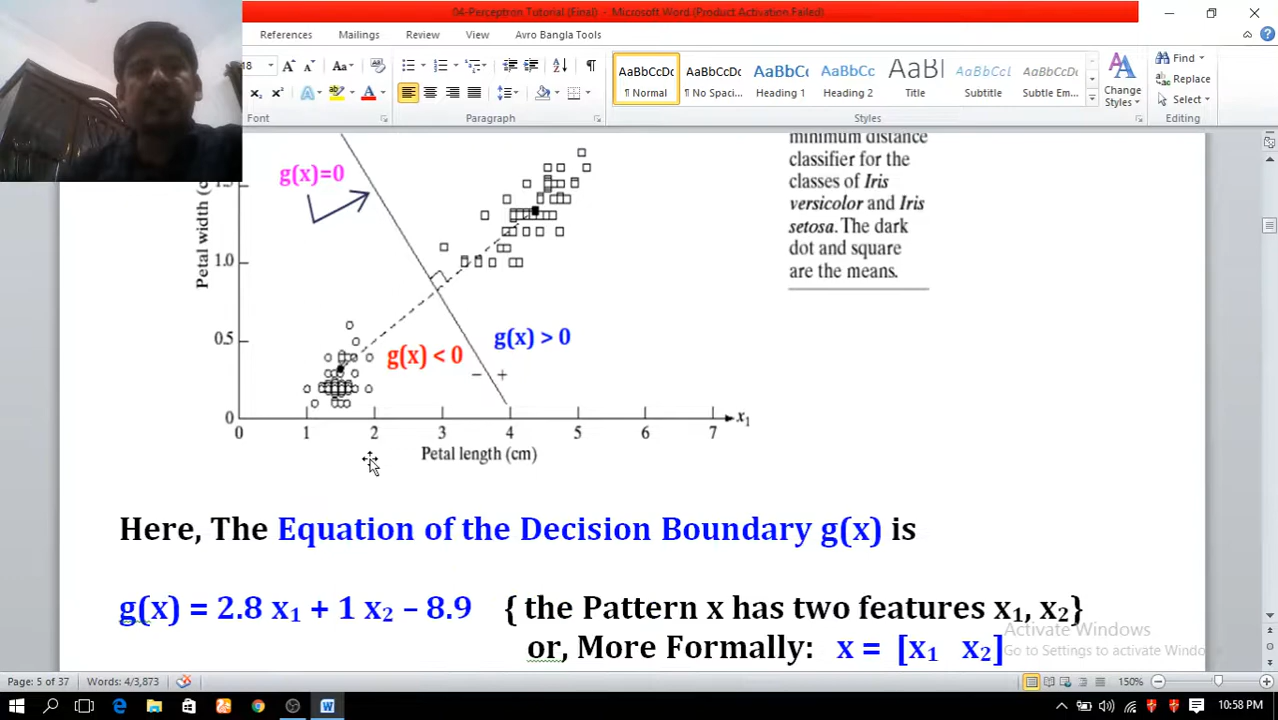 04-Perceptron Tutorial (Final) - Microsoft Word (Product Activation Failed)
References Mailings Review View Avro Bangla Tools
18 Aa
AaBbCcDc AaBbCcDc AaBbCc AaBbCc AaBl AaBbCcL AaBbCcDc
¶ Normal ¶ No Spaci... Heading 1 Heading 2 Title Subtitle Subtle Em...
Change Styles
Find
Replace
Select
Font Paragraph Styles Editing
minimum distance
classifier for the
classes of Iris
versicolor and Iris
setosa. The dark
dot and square
are the means.
g(x)=0
Petal width
1.0
0.5
0
g(x) > 0
g(x) < 0
− +
0 1 2 3 4 5 6 7 x1
Petal length (cm)
Here, The Equation of the Decision Boundary g(x) is
g(x) = 2.8 x1 + 1 x2 – 8.9 { the Pattern x has two features x1, x2}
or, More Formally: x = [x1 x2]
Activate Windows
Go to Settings to activate Windo
Page: 5 of 37 Words: 4/3,873 150%
10:58 PM